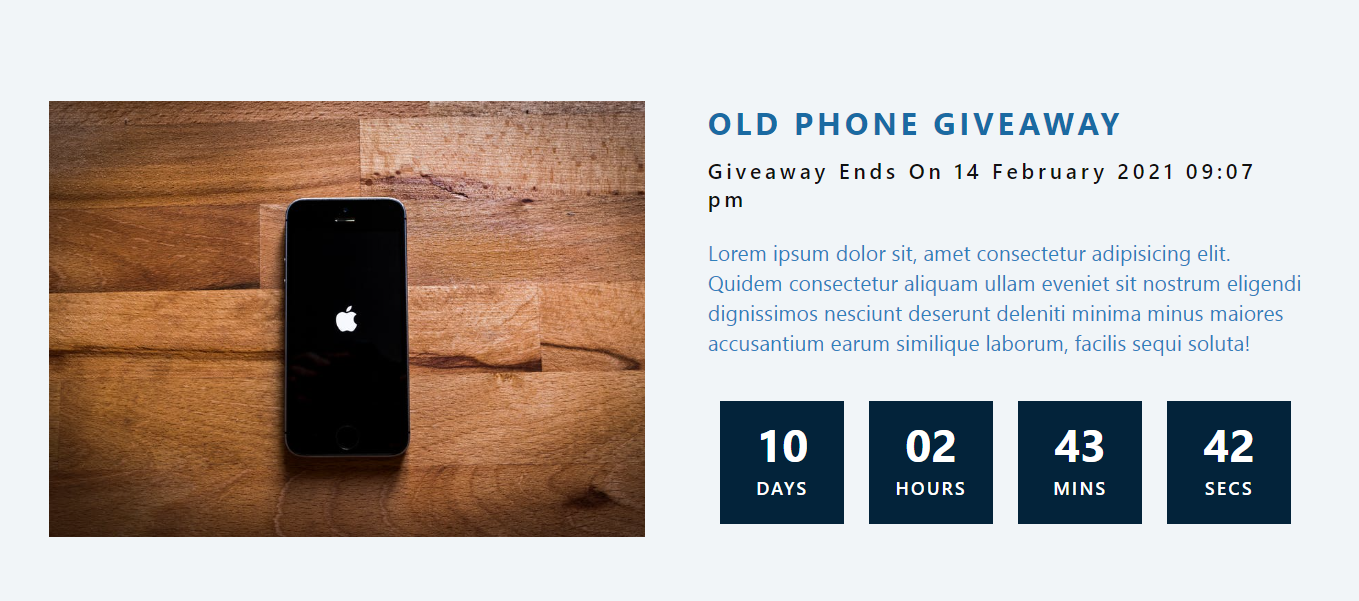 OLD PHONE GIVEAWAY
Giveaway Ends On 14 February 2021 09:07
pm
Lorem ipsum dolor sit, amet consectetur adipisicing elit.
Quidem consectetur aliquam ullam eveniet sit nostrum eligendi
dignissimos nesciunt deserunt deleniti minima minus maiores
accusantium earum similique laborum, facilis sequi soluta!
10 02 43 42
DAYS HOURS MINS SECS